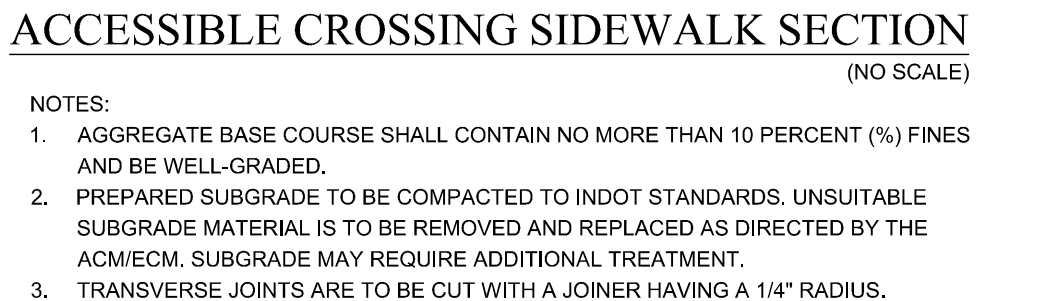 ACCESSIBLE CROSSING SIDEWALK SECTION
(NO SCALE)
NOTES:
1. AGGREGATE BASE COURSE SHALL CONTAIN NO MORE THAN 10 PERCENT (%) FINES
AND BE WELL-GRADED.
2. PREPARED SUBGRADE TO BE COMPACTED TO INDOT STANDARDS. UNSUITABLE
SUBGRADE MATERIAL IS TO BE REMOVED AND REPLACED AS DIRECTED BY THE
ACM/ECM. SUBGRADE MAY REQUIRE ADDITIONAL TREATMENT.
3. TRANSVERSE JOINTS ARE TO BE CUT WITH A JOINER HAVING A 1/4" RADIUS.